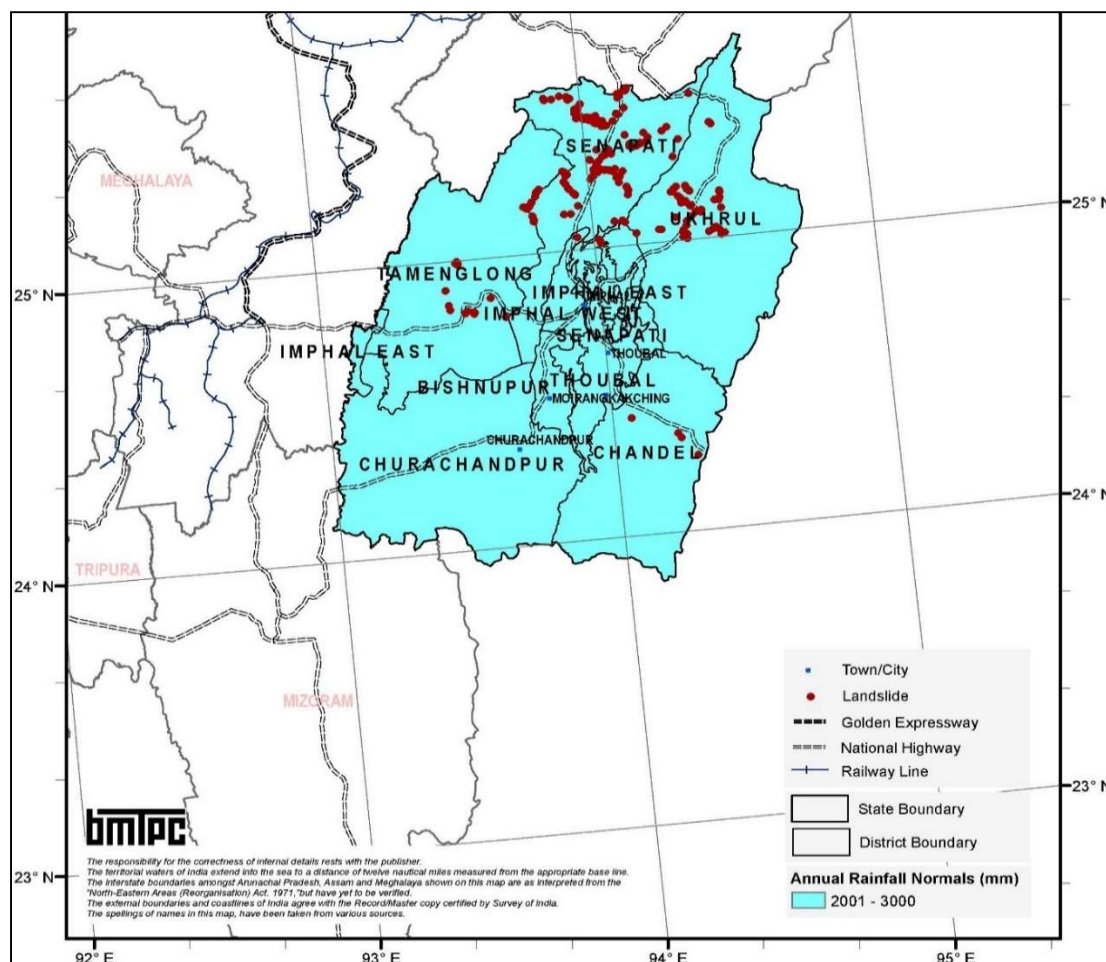 MEGHALAYA
SENAPATI
UKHRUL
25° N
TAMENGLONG
25° N
IMPHAL EAST
IMPHAL WEST
SENAPATI
THOUBAL
IMPHAL EAST
BISHNUPUR
THOUBAL
MOIRANG
KAKCHING
CHURACHANDPUR
CHANDEL
CHURACHANDPUR
24° N
TRIPURA
24° N
MIZORAM
Town/City
Landslide
Golden Expressway
National Highway
Railway Line
23° N
State Boundary
District Boundary
bmTpc
The responsibility for the correctness of internal details rests with the publisher.
The territorial waters of India extend into the sea to a distance of twelve nautical miles measured from the appropriate base line.
The interstate boundaries amongst Arunachal Pradesh, Assam and Meghalaya shown on this map are as interpreted from the
"North-Eastern Areas (Reorganisation) Act. 1971,"but have yet to be verified.
The external boundaries and coastlines of India agree with the Record/Master copy certified by Survey of India.
The spellings of names in this map, have been taken from various sources.
23° N
Annual Rainfall Normals (mm)
2001 - 3000
92° E
93° E
94° E
95° E